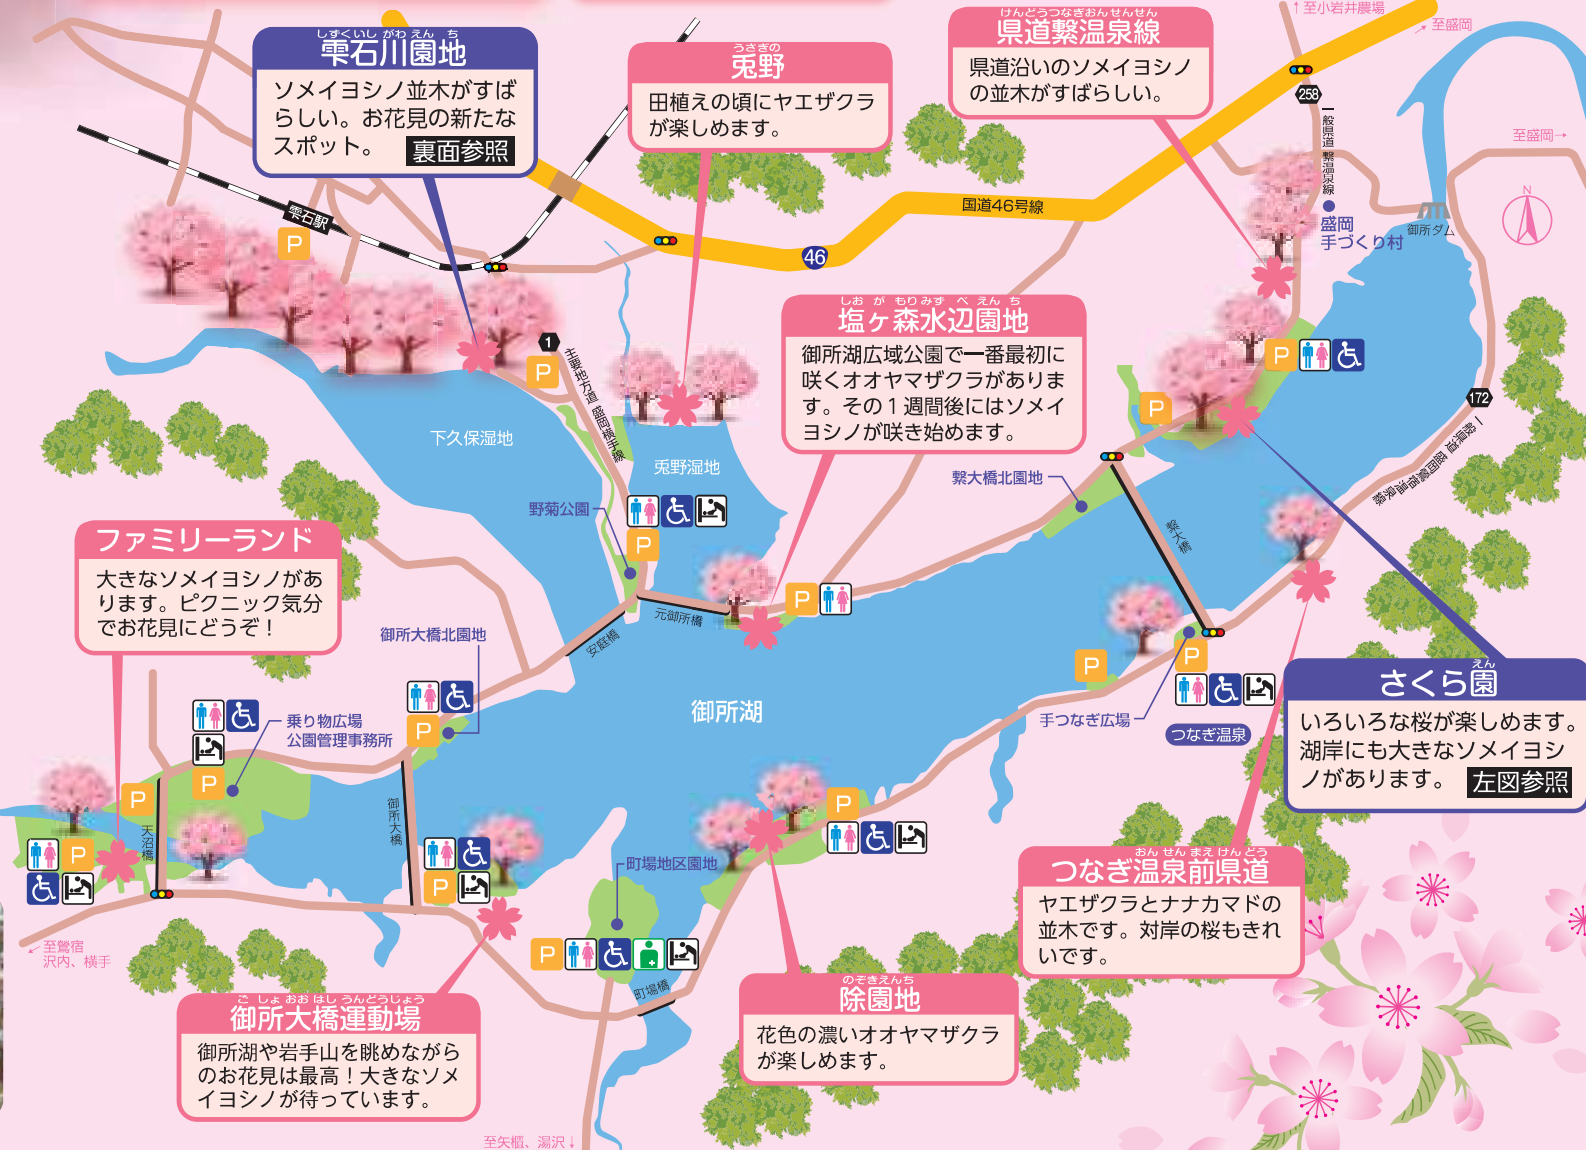 しずくいし がわ えん ち
雫石川園地
ソメイヨシノ並木がすば
らしい。お花見の新たな
スポット。 裏面参照
うさぎの
兎野
田植えの頃にヤエザクラ
が楽しめます。
けんどうつなぎおんせんせん
県道繋温泉線
県道沿いのソメイヨシノ
の並木がすばらしい。
↑至小岩井農場
→至盛岡
258
一般県道 繋温泉線
至盛岡→
盛岡
手づくり村
御所ダム
N
雫石駅
P
国道46号線
46
1
主要地方道 盛岡横手線
P
しおがもりみずべえんち
塩ヶ森水辺園地
御所湖広域公園で一番最初に
咲くオオヤマザクラがありま
す。その１週間後にはソメイ
ヨシノが咲き始めます。
P
P
172
一般県道 盛岡鶯宿温泉線
下久保湿地
兎野湿地
野菊公園
P
繋大橋北園地
繋大橋
ファミリーランド
大きなソメイヨシノがあ
ります。ピクニック気分
でお花見にどうぞ！
元御所橋
安庭橋
P
御所大橋北園地
P
乗り物広場
公園管理事務所
P
御所湖
P
P
手つなぎ広場
つなぎ温泉
えん
さくら園
いろいろな桜が楽しめます。
湖岸にも大きなソメイヨシ
ノがあります。 左図参照
P
天沼橋
御所大橋
P
P
P
町場地区園地
P
町場橋
おんせんまえけんどう
つなぎ温泉前県道
ヤエザクラとナナカマドの
並木です。対岸の桜もきれ
いです。
←至鶯宿
沢内、横手
ごしょおおはしうんどうじょう
御所大橋運動場
御所湖や岩手山を眺めながら
のお花見は最高！大きなソメ
イヨシノが待っています。
のぞきえんち
除園地
花色の濃いオオヤマザクラ
が楽しめます。
至矢櫃、湯沢↓